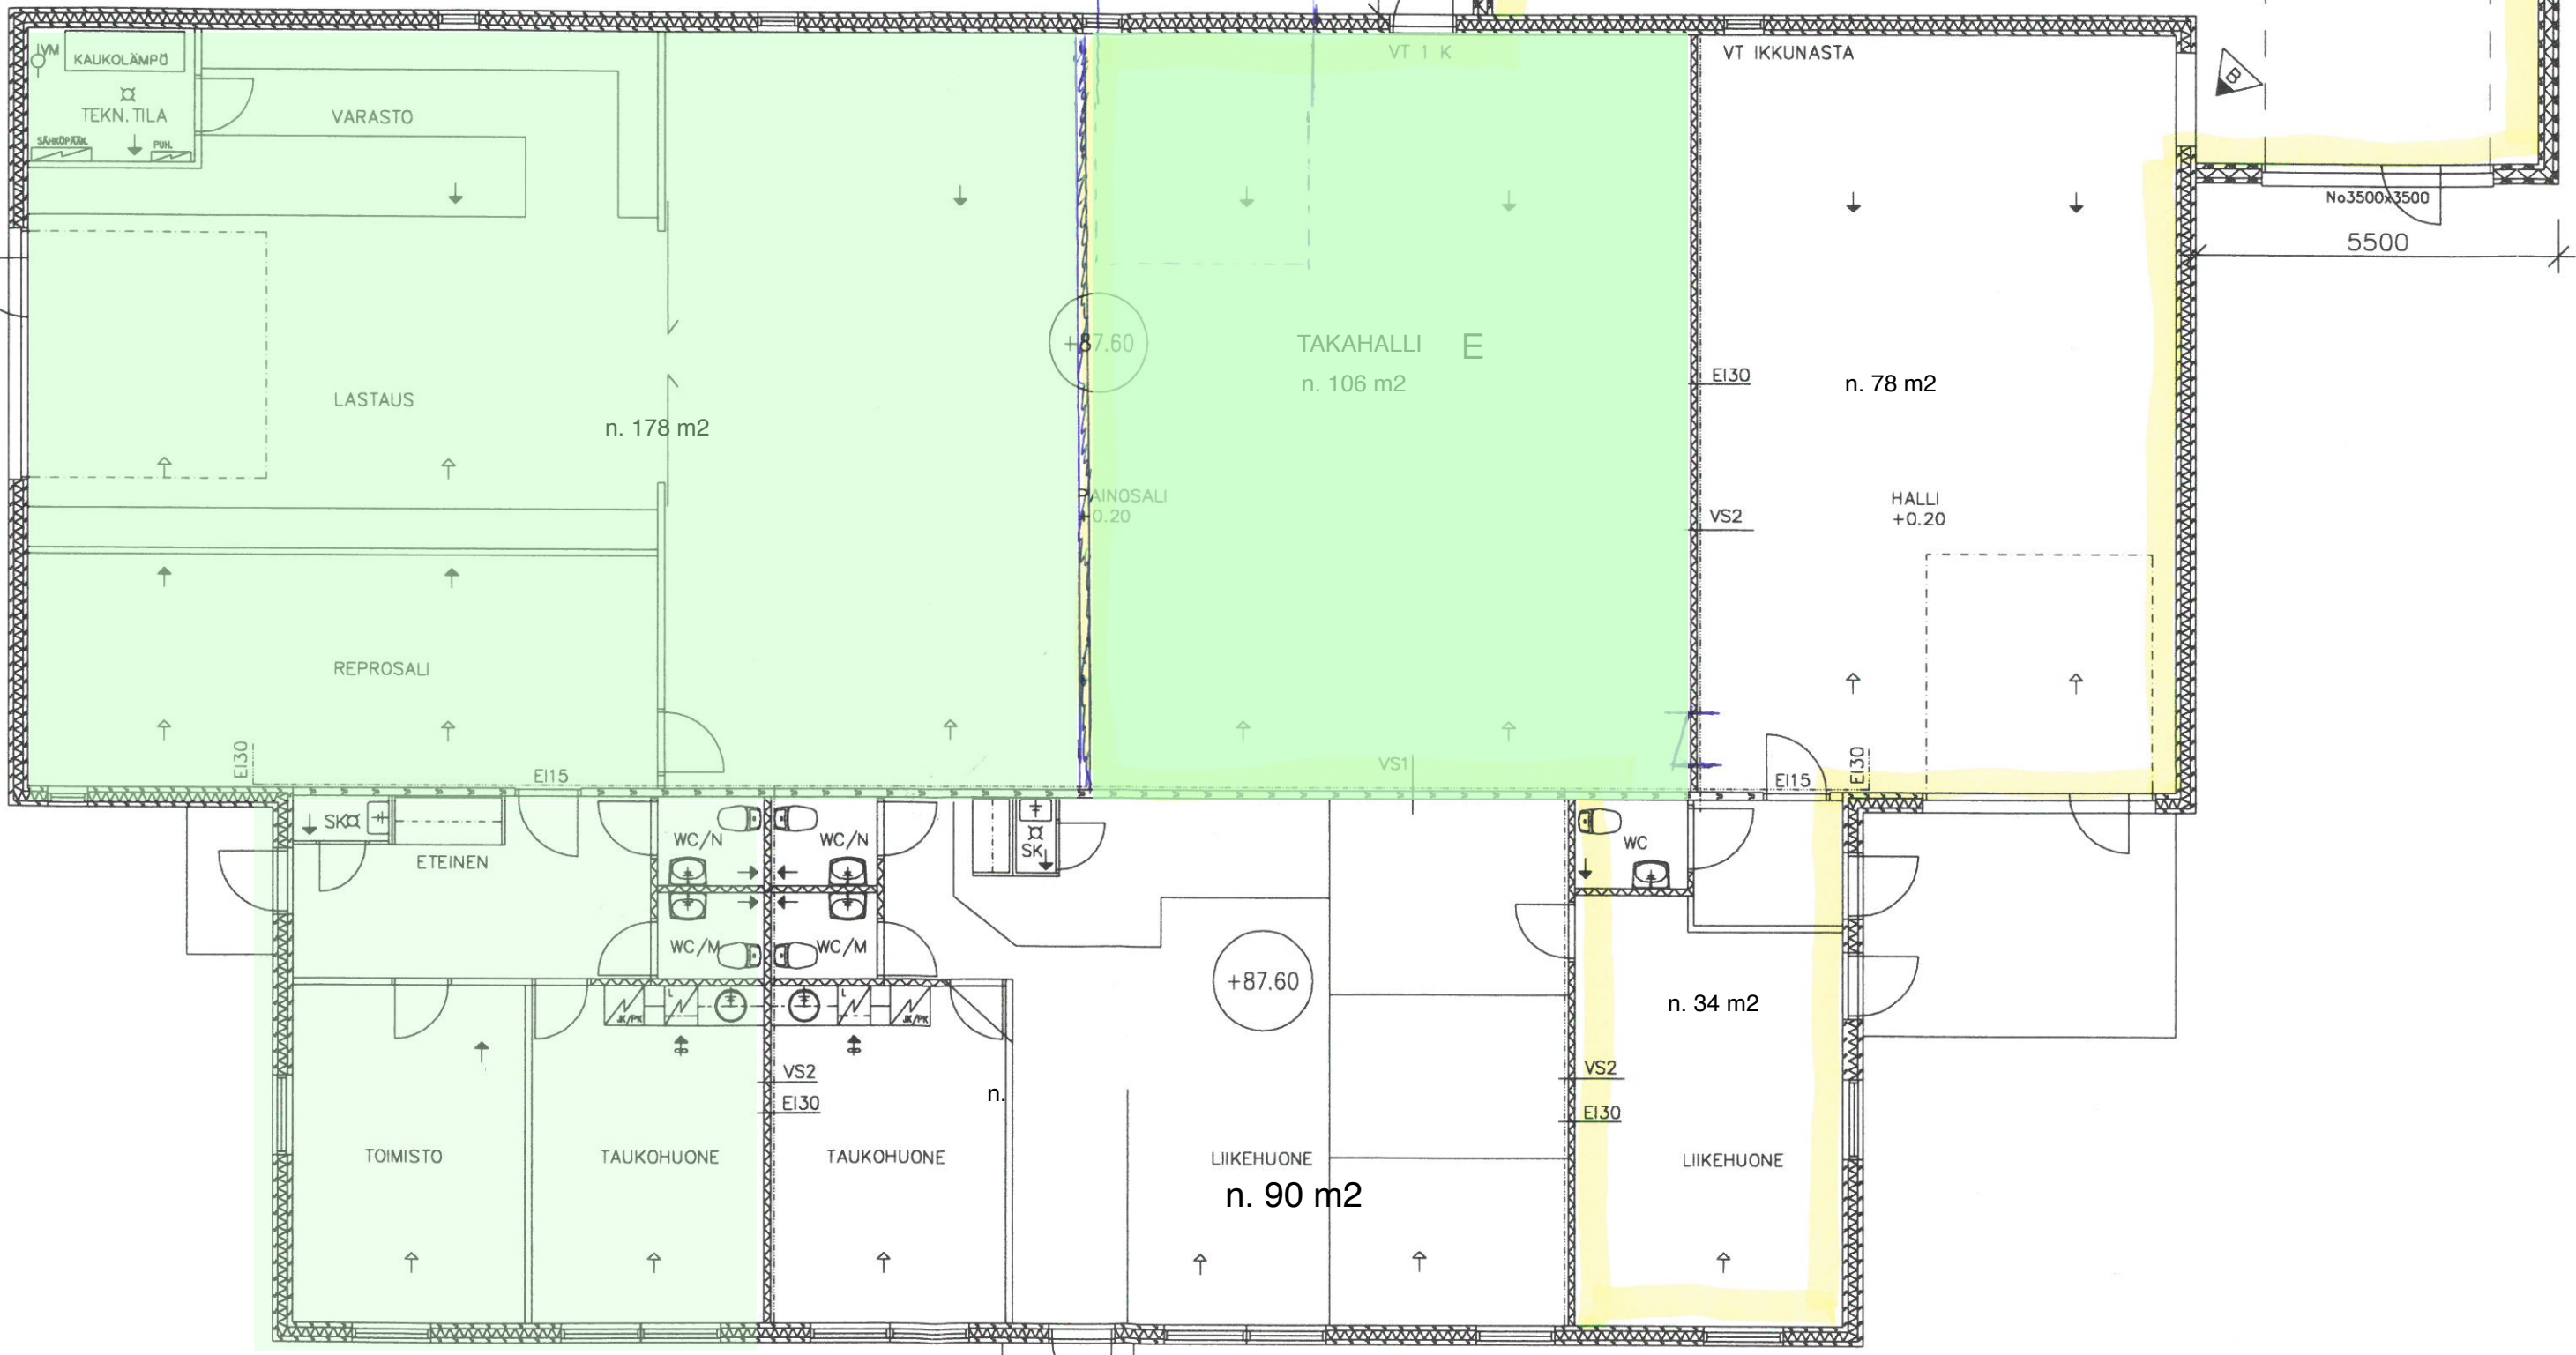 IVM
KAUKOLÄMPÖ
TEKN. TILA
SÄHKÖPÄÄK.
PUH.
VARASTO
VT 1 K
VT IKKUNASTA
B
No3500x3500
5500
+87.60
TAKAHALLI E
n. 106 m2
EI30
n. 78 m2
LASTAUS
n. 178 m2
PAINOSALI
+0.20
VS2
HALLI
+0.20
REPROSALI
EI30
EI15
VS1
EI15
EI30
SK
ETEINEN
WC/N
WC/N
SK
WC
WC/M
WC/M
+87.60
JK/PK
L
L
JK/PK
n. 34 m2
VS2
EI30
n.
VS2
EI30
TOIMISTO
TAUKOHUONE
TAUKOHUONE
LIIKEHUONE
n. 90 m2
LIIKEHUONE